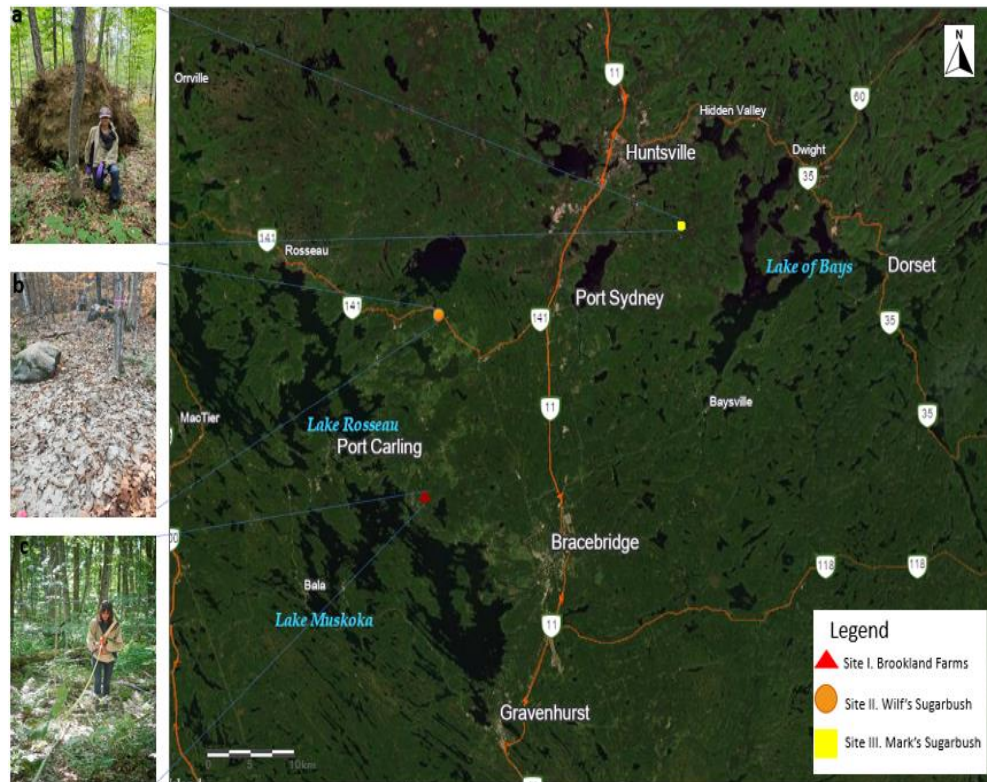 a
b
c
N
11
Orrville
60
Hidden Valley
Huntsville
Dwight
35
141
Rosseau
Lake of Bays
Dorset
141
Port Sydney
141
35
MacTier
11
Baysville
35
Lake Rosseau
Port Carling
Bracebridge
118
118
Bala
Lake Muskoka
11
Gravenhurst
0 5 10km
Legend
Site I. Brookland Farms
Site II. Wilf's Sugarbush
Site III. Mark's Sugarbush